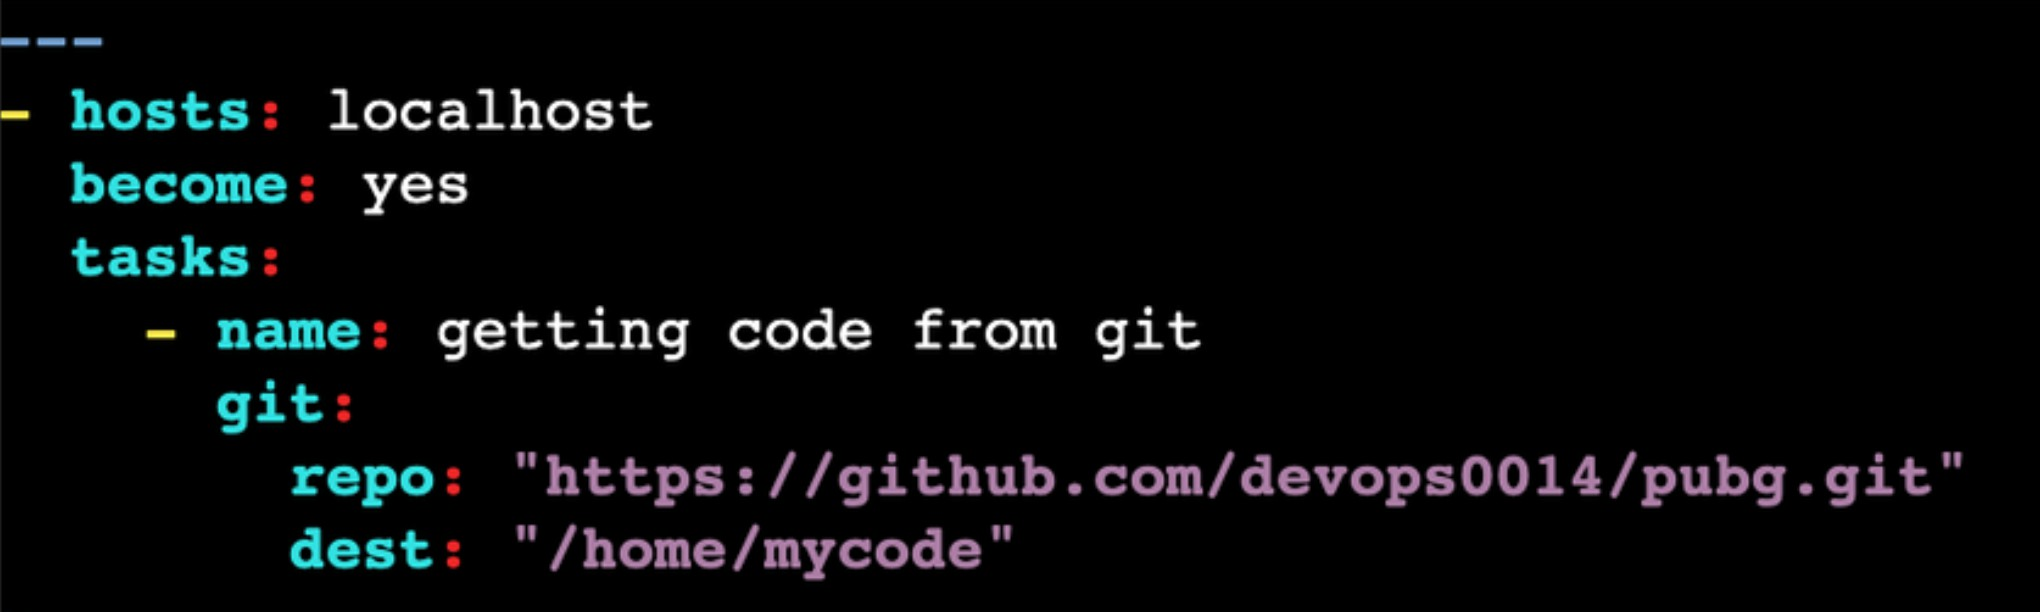 ---
- hosts: localhost
  become: yes
  tasks:
    - name: getting code from git
      git:
        repo: "https://github.com/devops0014/pubg.git"
        dest: "/home/mycode"